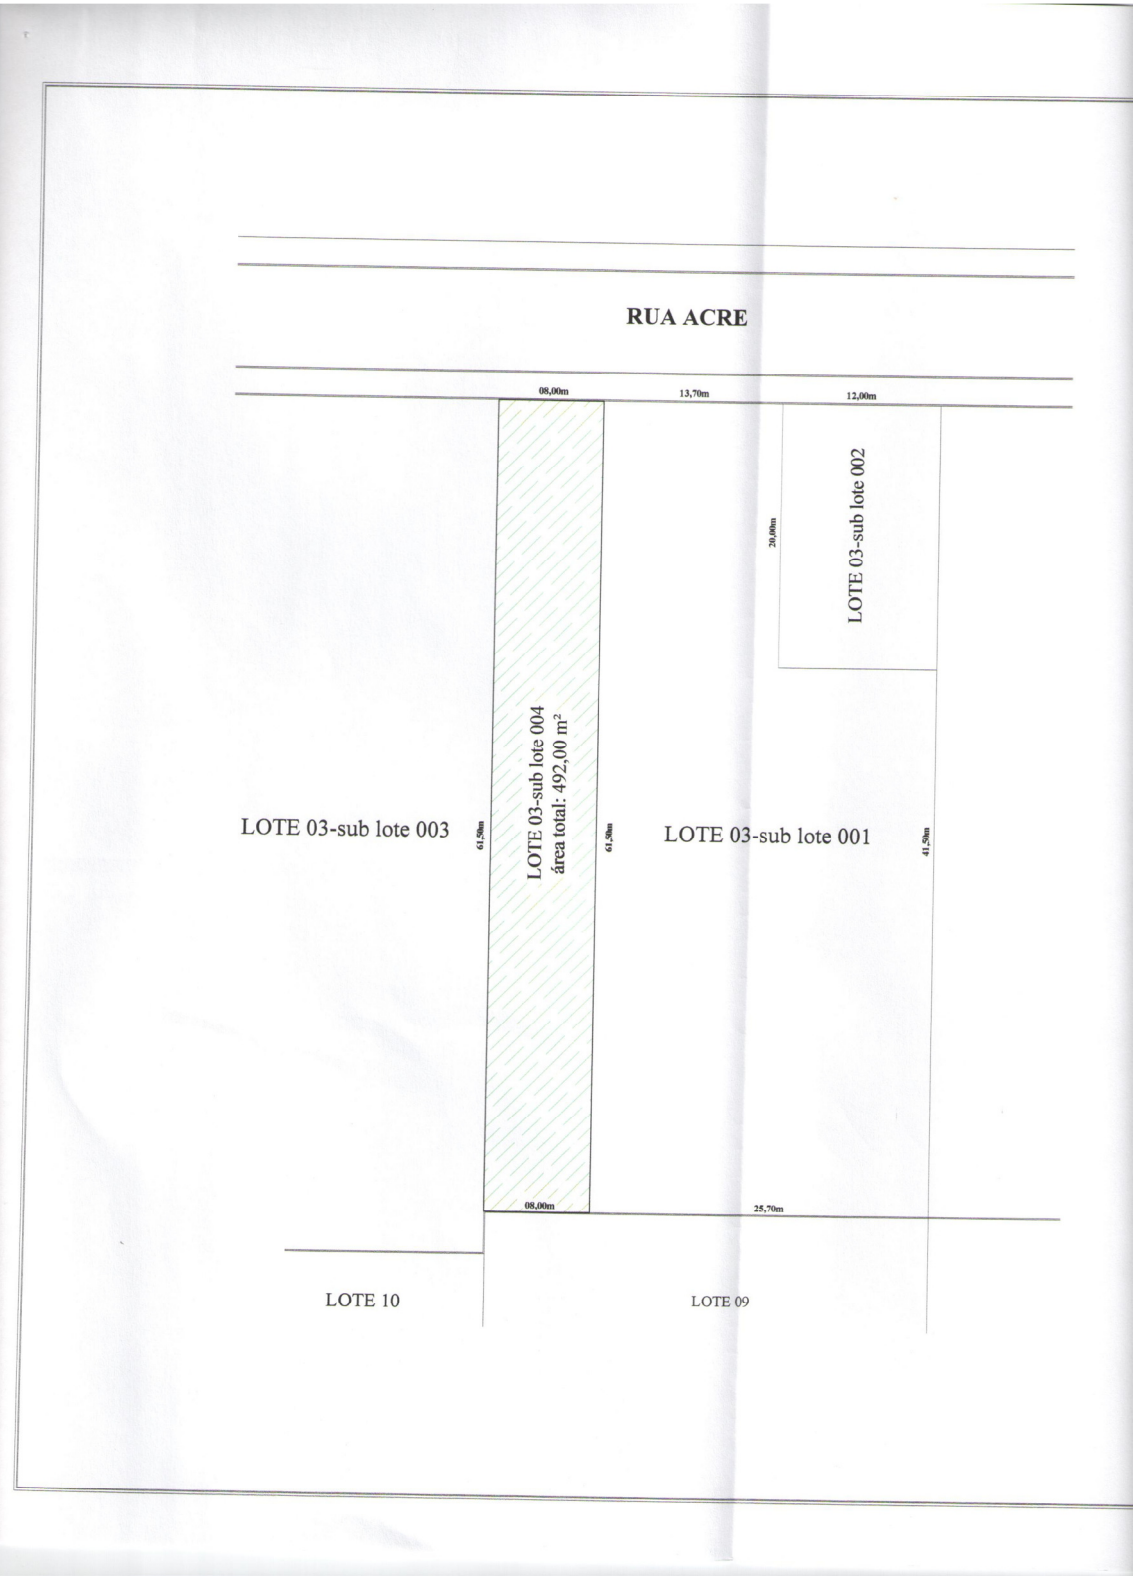 RUA ACRE
08,00m
13,70m
12,00m
20,00m
LOTE 03-sub lote 002
LOTE 03-sub lote 004
área total: 492,00 m²
LOTE 03-sub lote 003
61,50m
61,50m
LOTE 03-sub lote 001
41,50m
08,00m
25,70m
LOTE 10
LOTE 09